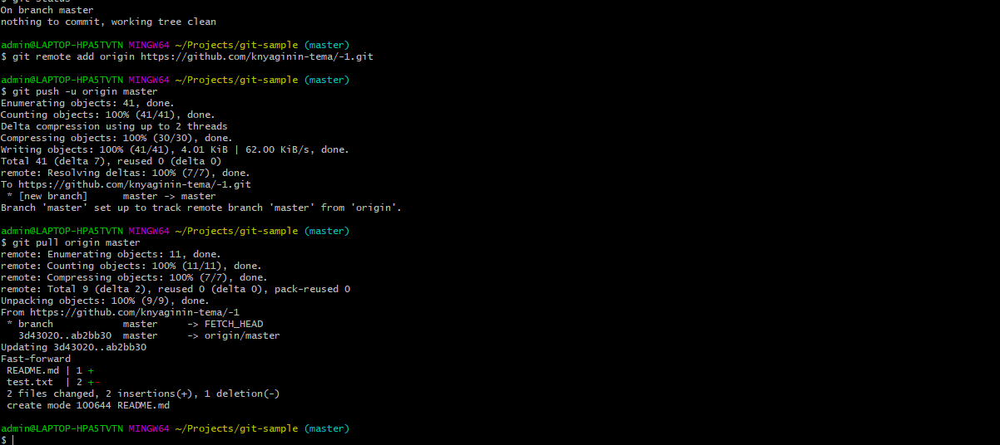 $ git status
On branch master
nothing to commit, working tree clean
admin@LAPTOP-HPA5TVTN MINGW64 ~/Projects/git-sample (master)
$ git remote add origin https://github.com/knyaginin-tema/-1.git
admin@LAPTOP-HPA5TVTN MINGW64 ~/Projects/git-sample (master)
$ git push -u origin master
Enumerating objects: 41, done.
Counting objects: 100% (41/41), done.
Delta compression using up to 2 threads
Compressing objects: 100% (30/30), done.
Writing objects: 100% (41/41), 4.01 KiB | 62.00 KiB/s, done.
Total 41 (delta 7), reused 0 (delta 0)
remote: Resolving deltas: 100% (7/7), done.
To https://github.com/knyaginin-tema/-1.git
 * [new branch]      master -> master
Branch 'master' set up to track remote branch 'master' from 'origin'.
admin@LAPTOP-HPA5TVTN MINGW64 ~/Projects/git-sample (master)
$ git pull origin master
remote: Enumerating objects: 11, done.
remote: Counting objects: 100% (11/11), done.
remote: Compressing objects: 100% (7/7), done.
remote: Total 9 (delta 2), reused 0 (delta 0), pack-reused 0
Unpacking objects: 100% (9/9), done.
From https://github.com/knyaginin-tema/-1
 * branch            master     -> FETCH_HEAD
   3d43020..ab2bb30  master     -> origin/master
Updating 3d43020..ab2bb30
Fast-forward
 README.md | 1 +
 test.txt  | 2 +-
 2 files changed, 2 insertions(+), 1 deletion(-)
 create mode 100644 README.md
admin@LAPTOP-HPA5TVTN MINGW64 ~/Projects/git-sample (master)
$